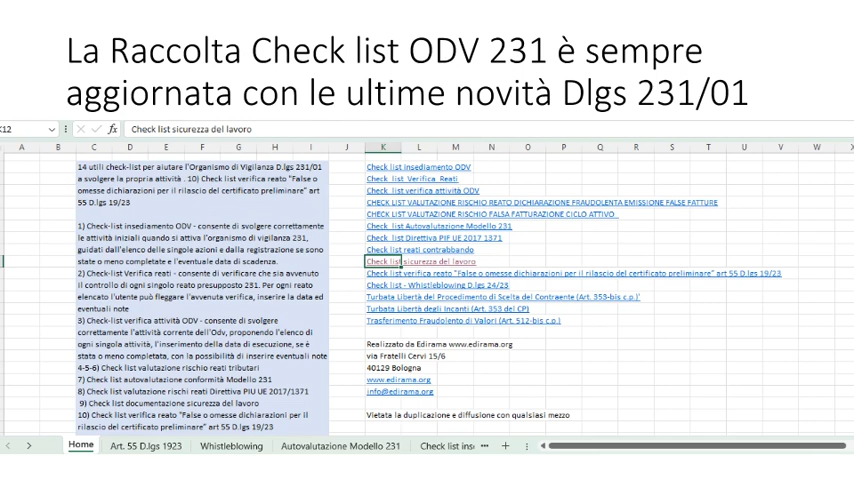 La Raccolta Check list ODV 231 è sempre
aggiornata con le ultime novità Dlgs 231/01
K12
fx
Check list sicurezza del lavoro
A B C D E F G H I J K L M N O P Q R S T U V W X
14 utili check-list per aiutare l'Organismo di Vigilanza D.lgs 231/01
a svolgere la propria attività . 10) Check list verifica reato "False o
omesse dichiarazioni per il rilascio del certificato preliminare" art
55 D.lgs 19/23
1) Check-list insediamento ODV - consente di svolgere correttamente
le attività iniziali quando si attiva l'organismo di vigilanza 231,
guidati dall'elenco delle singole azioni e dalla registrazione se sono
state o meno completate e l'eventuale data di scadenza.
2) Check-list Verifica reati - consente di verificare che sia avvenuto
il controllo di ogni singolo reato presupposto 231. Per ogni reato
elencato l'utente può fleggare l'avvenuta verifica, inserire la data ed
eventuali note
3) Check-list verifica attività ODV - consente di svolgere
correttamente l'attività corrente dell'Odv, proponendo l'elenco di
ogni singola attività, l'inserimento della data di esecuzione, se è
stata o meno completata, con la possibilità di inserire eventuali note
4-5-6) Check list valutazione rischio reati tributari
7) Check list autovalutazione conformità Modello 231
8) Check list valutazione rischi reati Direttiva PIU UE 2017/1371
9) Check list documentazione sicurezza del lavoro
10) Check list verifica reato "False o omesse dichiarazioni per il
rilascio del certificato preliminare" art 55 D.lgs 19/23
Check list Insediamento ODV
Check list Verifica Reati
Check list verifica attività ODV
CHECK LIST VALUTAZIONE RISCHIO REATO DICHIARAZIONE FRAUDOLENTA EMISSIONE FALSE FATTURE
CHECK LIST VALUTAZIONE RISCHIO FALSA FATTURAZIONE CICLO ATTIVO
Check list Autovalutazione Modello 231
Check list Direttiva PIF UE 2017 1371
Check list reati contrabbando
Check list sicurezza del lavoro
Check list verifica reato "False o omesse dichiarazioni per il rilascio del certificato preliminare" art 55 D.lgs 19/23
Check list - Whistleblowing D.lgs 24/23
Turbata Libertà del Procedimento di Scelta del Contraente (Art. 353-bis c.p.)'
Turbata Libertà degli Incanti (Art. 353 del CP)
Trasferimento Fraudolento di Valori (Art. 512-bis c.p.)
Realizzato da Edirama www.edirama.org
via Fratelli Cervi 15/6
40129 Bologna
www.edirama.org
info@edirama.org
Vietata la duplicazione e diffusione con qualsiasi mezzo
Home Art. 55 D.lgs 1923 Whistleblowing Autovalutazione Modello 231 Check list ins